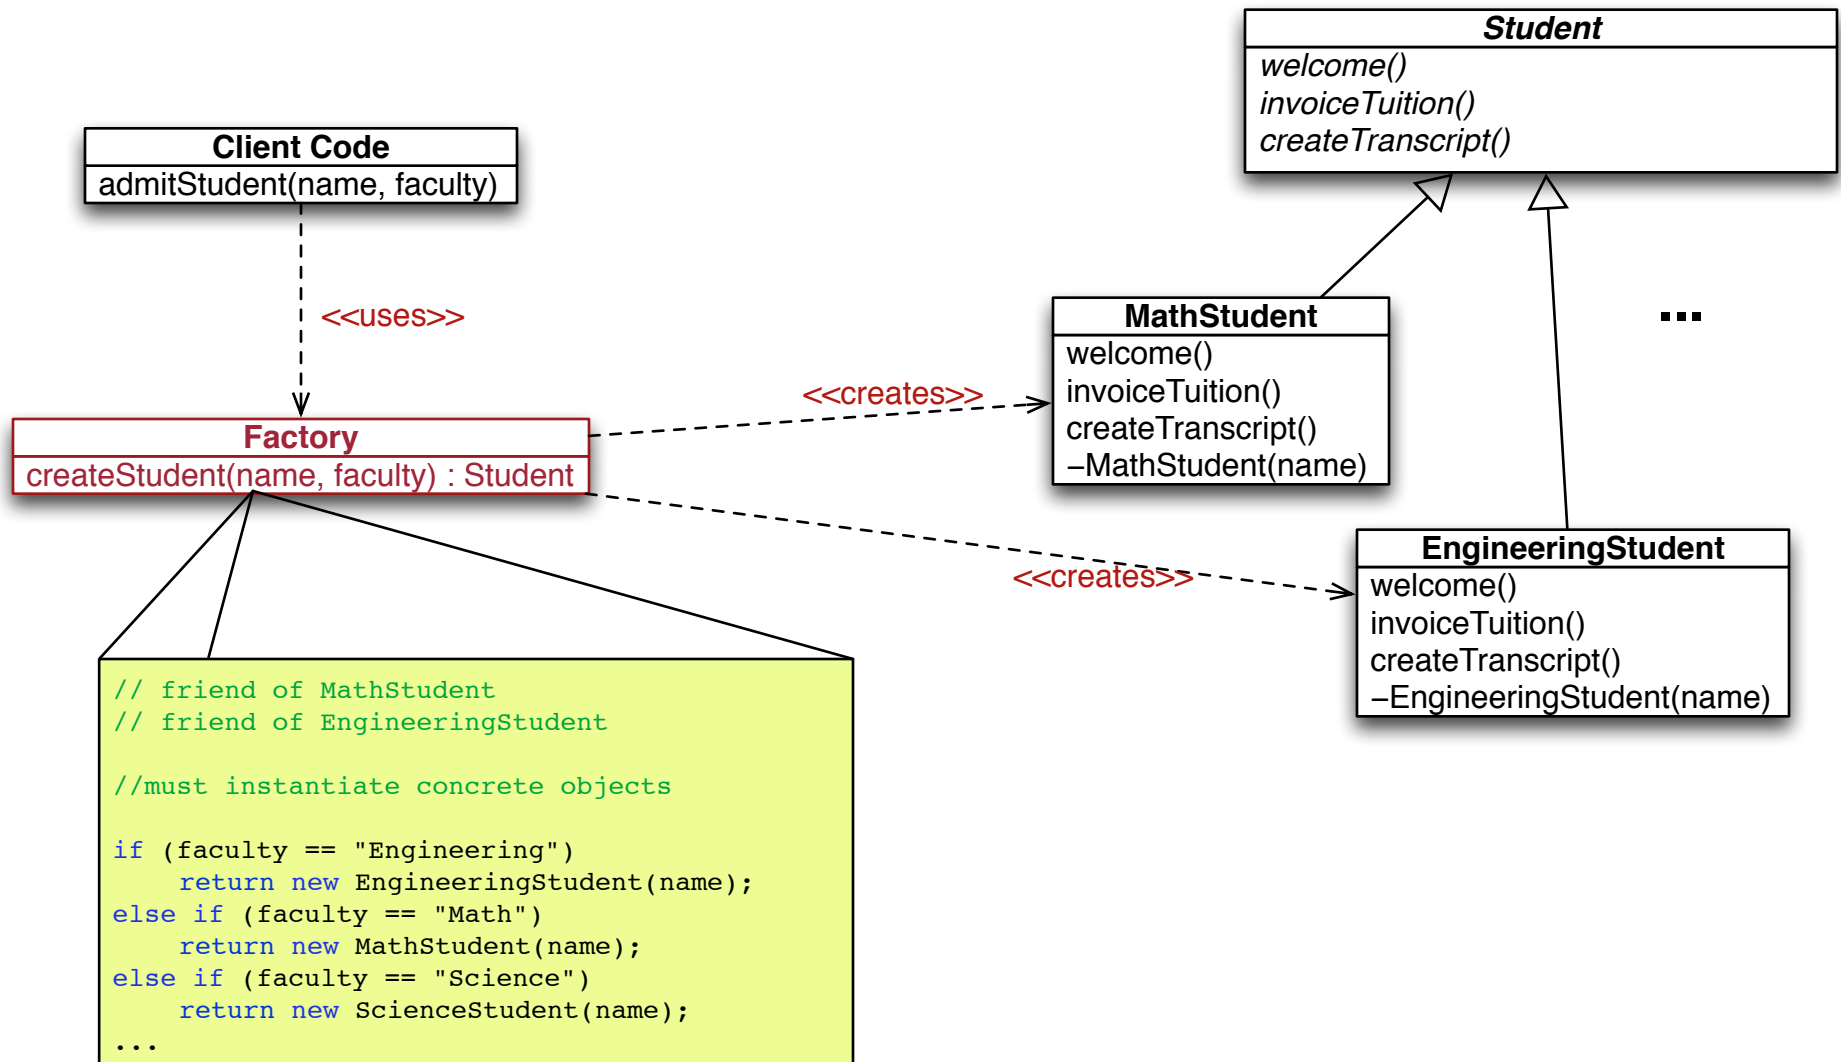 Student
welcome()
invoiceTuition()
createTranscript()
Client Code
admitStudent(name, faculty)
<<uses>>
MathStudent
welcome()
invoiceTuition()
createTranscript()
–MathStudent(name)
...
<<creates>>
Factory
createStudent(name, faculty) : Student
<<creates>>
EngineeringStudent
welcome()
invoiceTuition()
createTranscript()
–EngineeringStudent(name)
// friend of MathStudent
// friend of EngineeringStudent
//must instantiate concrete objects
if (faculty == "Engineering")
    return new EngineeringStudent(name);
else if (faculty == "Math")
    return new MathStudent(name);
else if (faculty == "Science")
    return new ScienceStudent(name);
...